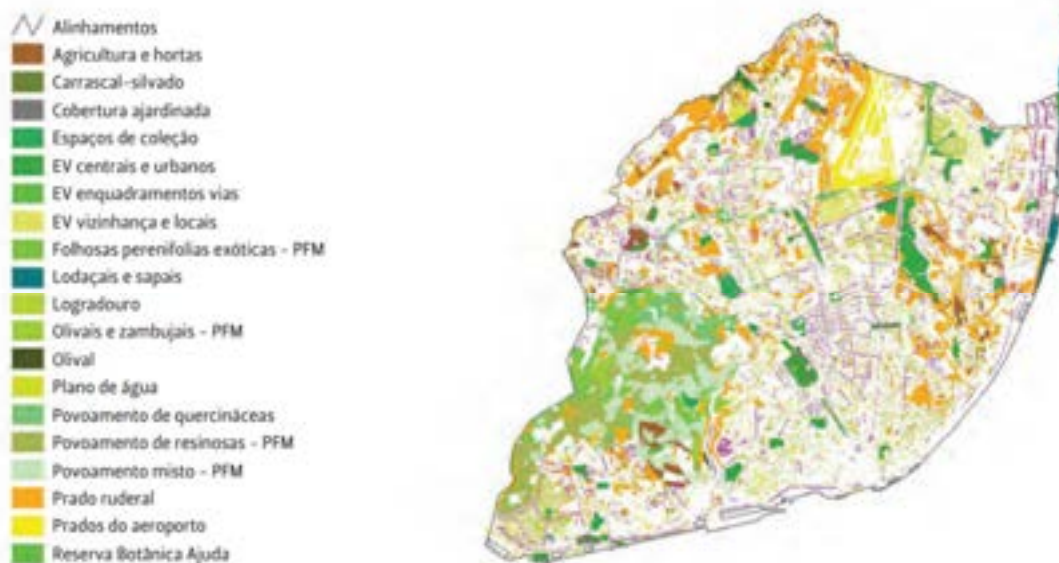 Alinhamentos
Agricultura e hortas
Carrascal-silvado
Cobertura ajardinada
Espaços de coleção
EV centrais e urbanos
EV enquadramentos vias
EV vizinhança e locais
Folhosas perenifolias exóticas - PFM
Lodaçais e sapais
Logradouro
Olivais e zambujais - PFM
Olival
Plano de água
Povoamento de quercináceas
Povoamento de resinosas - PFM
Povoamento misto - PFM
Prado ruderal
Prados do aeroporto
Reserva Botânica Ajuda